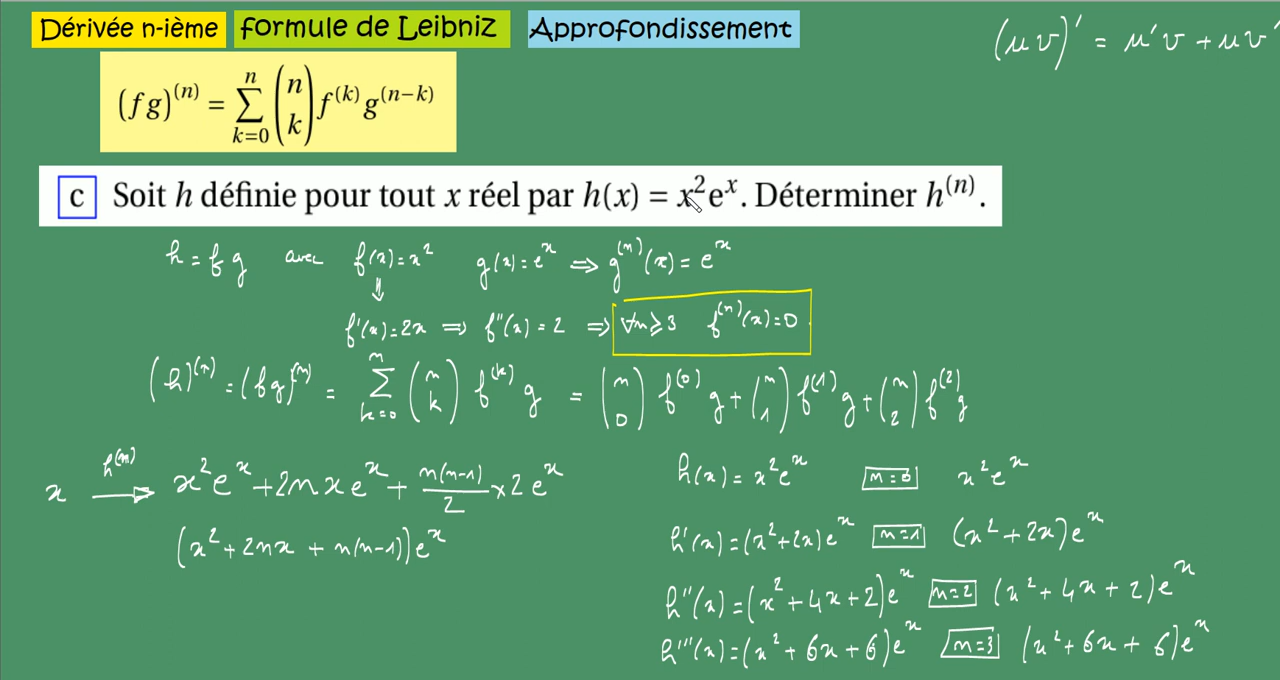 Dérivée n-ième formule de Leibniz Approfondissement
(uv)' = u'v + uv'
(fg)^(n) = ∑_{k=0}^{n} (n k) f^(k) g^(n−k)
c Soit h définie pour tout x réel par h(x) = x²eˣ. Déterminer h^(n).
h = fg avec f(x) = x² g(x) = eˣ ⇒ g^(n)(x) = eˣ
⇓
f'(x) = 2x ⇒ f''(x) = 2 ⇒ ∀n ≥ 3 f^(n)(x) = 0
(h)^(n) = (fg)^(n) = ∑_{k=0}^{n} (n k) f^(k) g = (n 0) f^(0) g + (n 1) f^(1) g + (n 2) f^(2) g
x —h^(n)→ x²eˣ + 2nxeˣ + n(n−1)/2 × 2eˣ
(x² + 2nx + n(n−1))eˣ
h(x) = x²eˣ n=0 x²eˣ
h'(x) = (x² + 2x)eˣ n=1 (x² + 2x)eˣ
h''(x) = (x² + 4x + 2)eˣ n=2 (x² + 4x + 2)eˣ
h'''(x) = (x² + 6x + 6)eˣ n=3 (x² + 6x + 6)eˣ